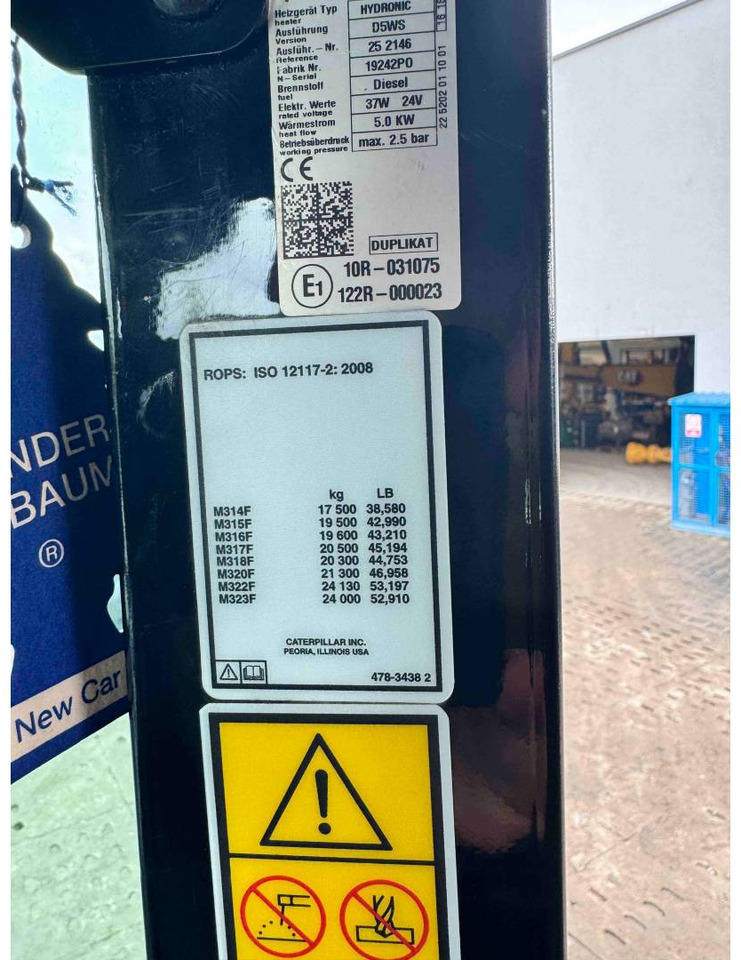 Heizgerät Typ HYDRONIC
heater
Ausführung D5WS
Version
Ausführ.-Nr. 25 2146
Reference
Fabrik Nr. 19242PO
N-Serial
Brennstoff Diesel
fuel
Elektr. Werte 37W 24V
rated voltage
Wärmestrom 5.0 KW
heat flow
Betriebsüberdruck max. 2.5 bar
working pressure
22 5202 01 11 00 01
CE
DUPLIKAT
E1
10R-031075
122R-000023
ROPS: ISO 12117-2: 2008
kg LB
M314F 17 500 38,580
M315F 19 500 42,990
M316F 19 600 43,210
M317F 20 500 45,194
M318F 20 300 44,753
M320F 21 300 46,958
M322F 24 130 53,197
M323F 24 000 52,910
CATERPILLAR INC.
PEORIA, ILLINOIS USA
478-3438 2
NDER-
BAUM
®
New Car